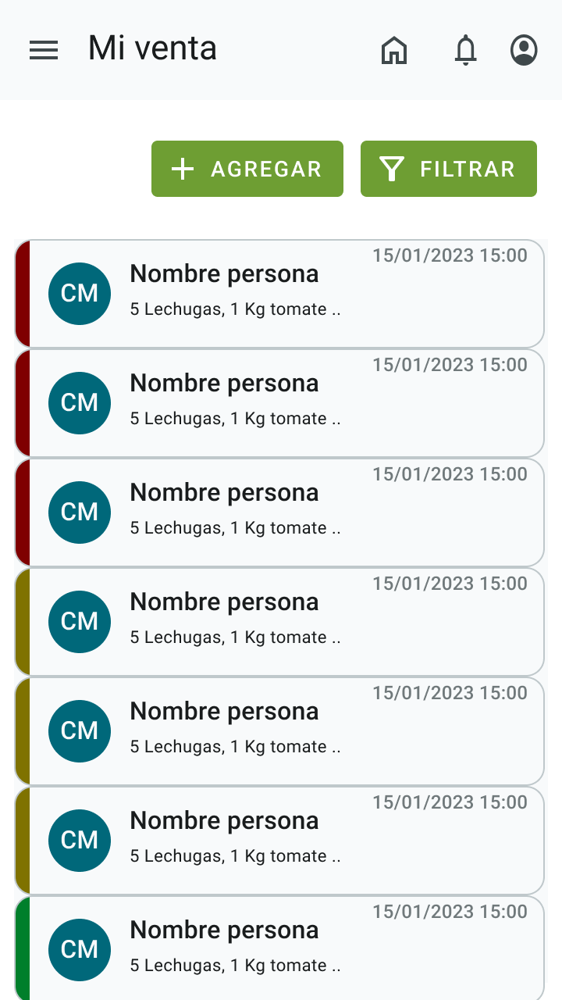 Mi venta
AGREGAR
FILTRAR
15/01/2023 15:00
Nombre persona
CM
5 Lechugas, 1 Kg tomate ..
15/01/2023 15:00
Nombre persona
CM
5 Lechugas, 1 Kg tomate ..
15/01/2023 15:00
Nombre persona
CM
5 Lechugas, 1 Kg tomate ..
15/01/2023 15:00
Nombre persona
CM
5 Lechugas, 1 Kg tomate ..
15/01/2023 15:00
Nombre persona
CM
5 Lechugas, 1 Kg tomate ..
15/01/2023 15:00
Nombre persona
CM
5 Lechugas, 1 Kg tomate ..
15/01/2023 15:00
Nombre persona
CM
5 Lechugas, 1 Kg tomate ..